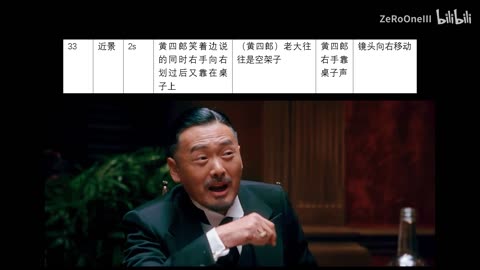 ZeRoOneIII bilibili
33 近景 2s 黄四郎笑着边说 （黄四郎）老大往 黄四郎 镜头向右移动
的同时右手向右 往是空架子 右手靠
划过后又靠在桌 桌子声
子上